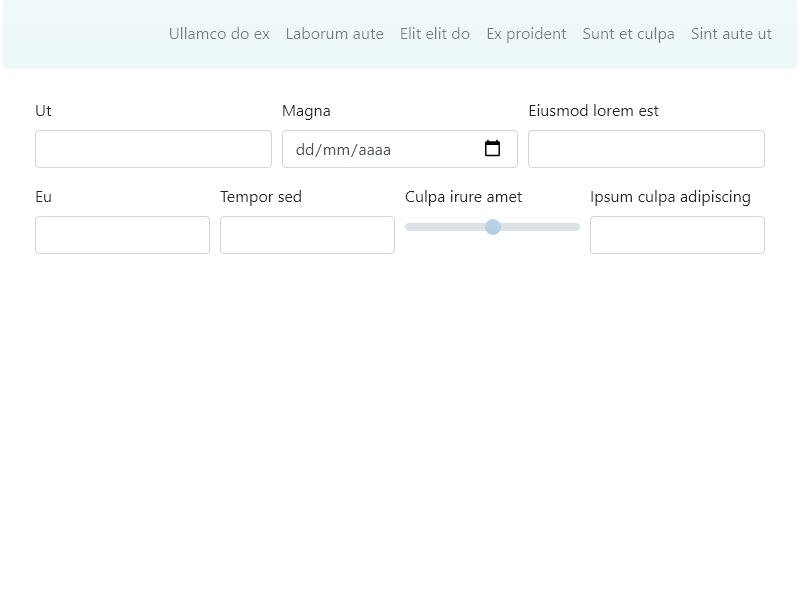 Ullamco do ex Laborum aute Elit elit do Ex proident Sunt et culpa Sint aute ut
Ut Magna Eiusmod lorem est
dd/mm/aaaa
Eu Tempor sed Culpa irure amet Ipsum culpa adipiscing